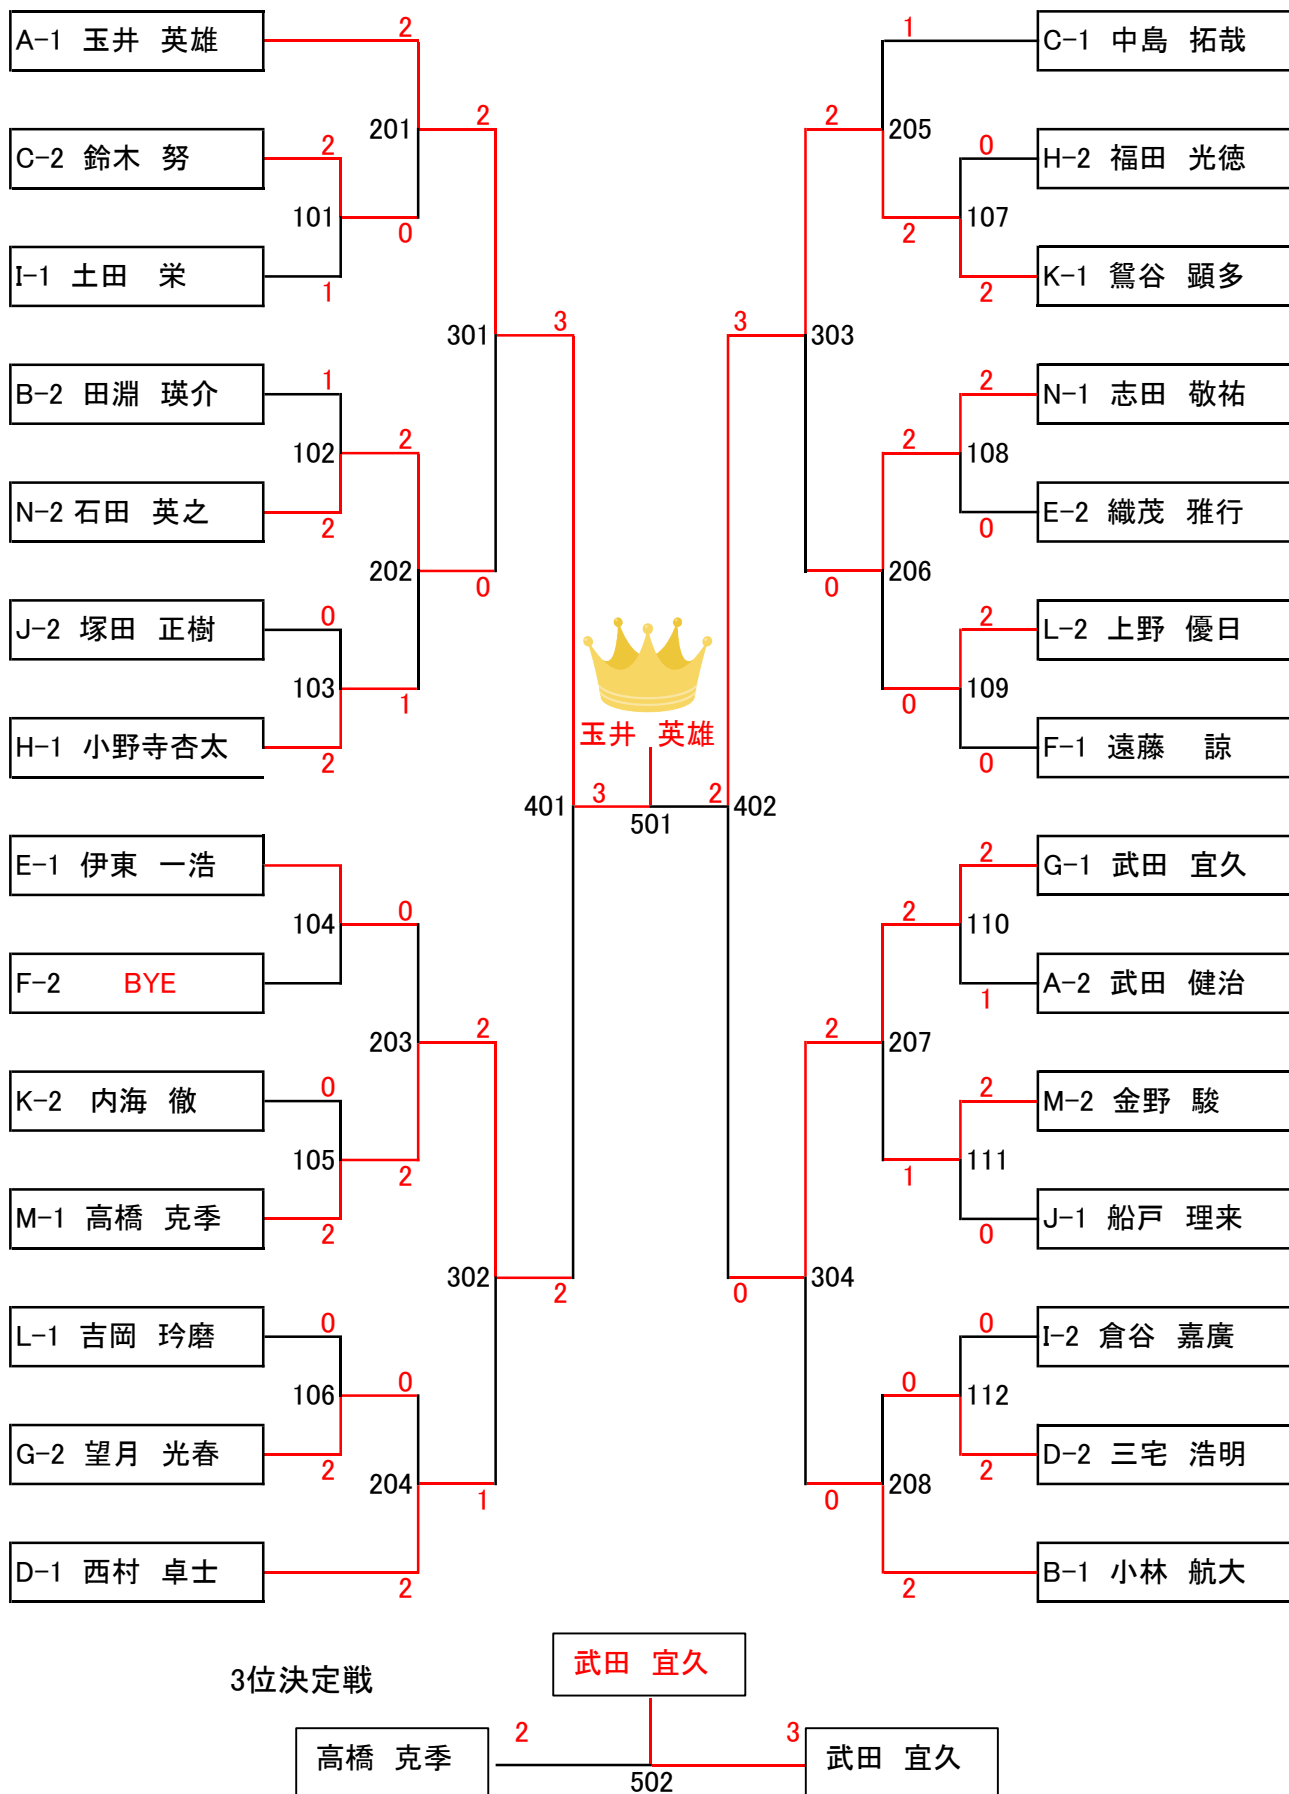 A-1 玉井 英雄
2
1
C-1 中島 拓哉
201
2
2
205
C-2 鈴木 努
2
0
H-2 福田 光徳
101
0
2
107
I-1 土田 栄
1
2
K-1 鴛谷 顕多
301
3
3
303
B-2 田淵 瑛介
1
2
N-1 志田 敬祐
102
2
2
108
N-2 石田 英之
2
0
E-2 織茂 雅行
202
0
0
206
J-2 塚田 正樹
0
2
L-2 上野 優日
103
1
0
109
H-1 小野寺杏太
2
玉井 英雄
0
F-1 遠藤 諒
401
3
501
2
402
E-1 伊東 一浩
2
G-1 武田 宜久
104
0
2
110
F-2 BYE
1
A-2 武田 健治
203
2
2
207
K-2 内海 徹
0
2
M-2 金野 駿
105
2
1
111
M-1 高橋 克季
2
0
J-1 船戸 理来
302
2
0
304
L-1 吉岡 玲磨
0
0
I-2 倉谷 嘉廣
106
0
0
112
G-2 望月 光春
2
2
D-2 三宅 浩明
204
1
0
208
D-1 西村 卓士
2
2
B-1 小林 航大
3位決定戦
武田 宜久
高橋 克季
2
502
3
武田 宜久